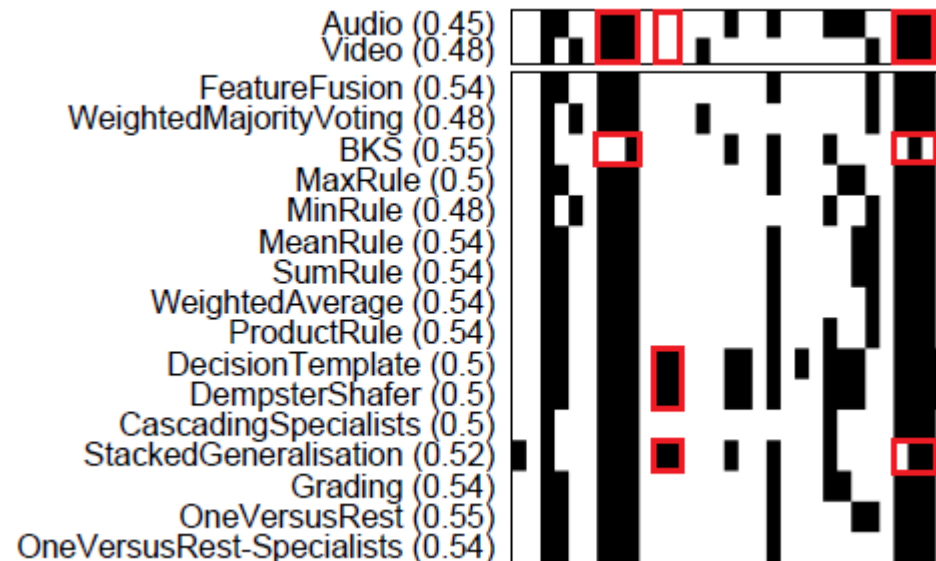 Audio (0.45)
Video (0.48)
FeatureFusion (0.54)
WeightedMajorityVoting (0.48)
BKS (0.55)
MaxRule (0.5)
MinRule (0.48)
MeanRule (0.54)
SumRule (0.54)
WeightedAverage (0.54)
ProductRule (0.54)
DecisionTemplate (0.5)
DempsterShafer (0.5)
CascadingSpecialists (0.5)
StackedGeneralisation (0.52)
Grading (0.54)
OneVersusRest (0.55)
OneVersusRest-Specialists (0.54)